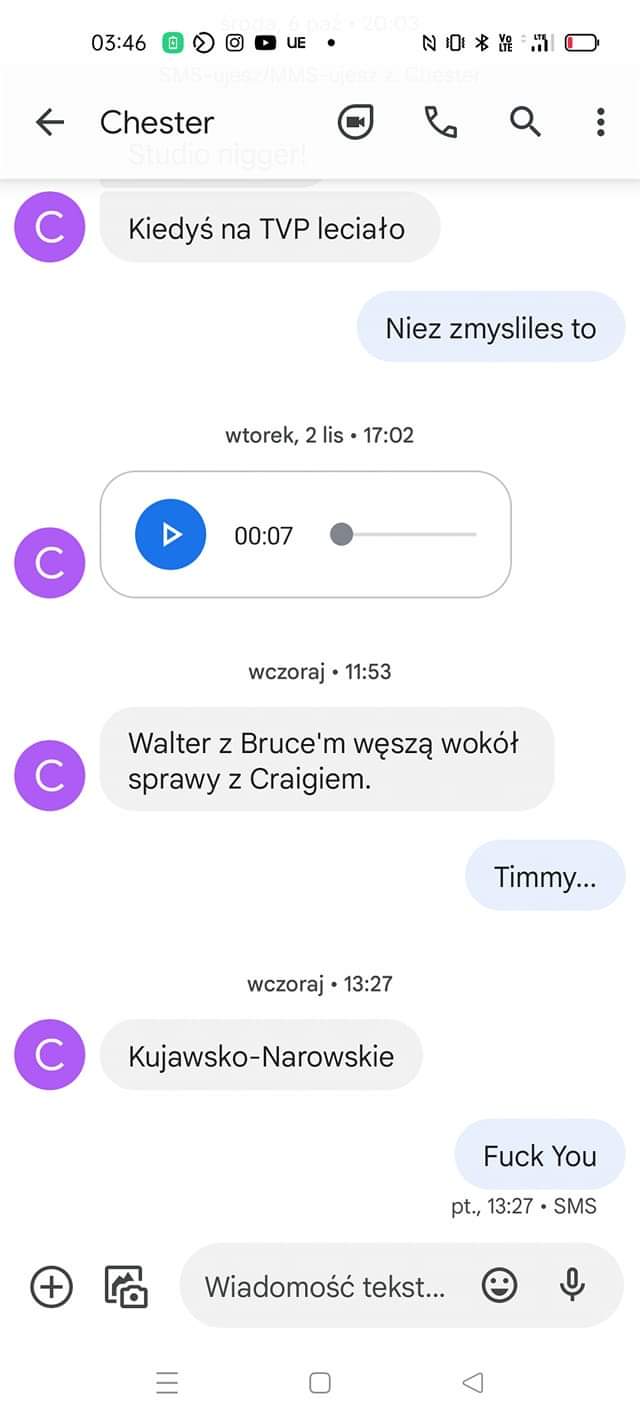 środa, 6 paź • 20:03
03:46 UE
SMS-ujesz/MMS-ujesz z: Chester
Chester
Studio nigger!
Kiedyś na TVP leciało
Niez zmysliles to
wtorek, 2 lis • 17:02
C
00:07
C
wczoraj • 11:53
Walter z Bruce'm węszą wokół
sprawy z Craigiem.
C
Timmy...
wczoraj • 13:27
C
Kujawsko-Narowskie
Fuck You
pt., 13:27 • SMS
Wiadomość tekst...